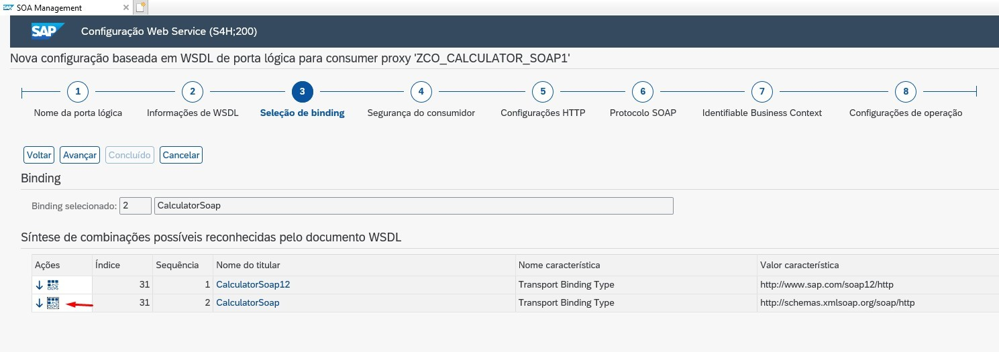 SAP SOA Management
SAP Configuração Web Service (S4H;200)
Nova configuração baseada em WSDL de porta lógica para consumer proxy 'ZCO_CALCULATOR_SOAP1'
1 2 3 4 5 6 7 8
Nome da porta lógica Informações de WSDL Seleção de binding Segurança do consumidor Configurações HTTP Protocolo SOAP Identifiable Business Context Configurações de operação
Voltar Avançar Concluído Cancelar
Binding
Binding selecionado: 2 CalculatorSoap
Síntese de combinações possíveis reconhecidas pelo documento WSDL
Ações Índice Sequência Nome do titular Nome característica Valor característica
31 1 CalculatorSoap12 Transport Binding Type http://www.sap.com/soap12/http
31 2 CalculatorSoap Transport Binding Type http://schemas.xmlsoap.org/soap/http